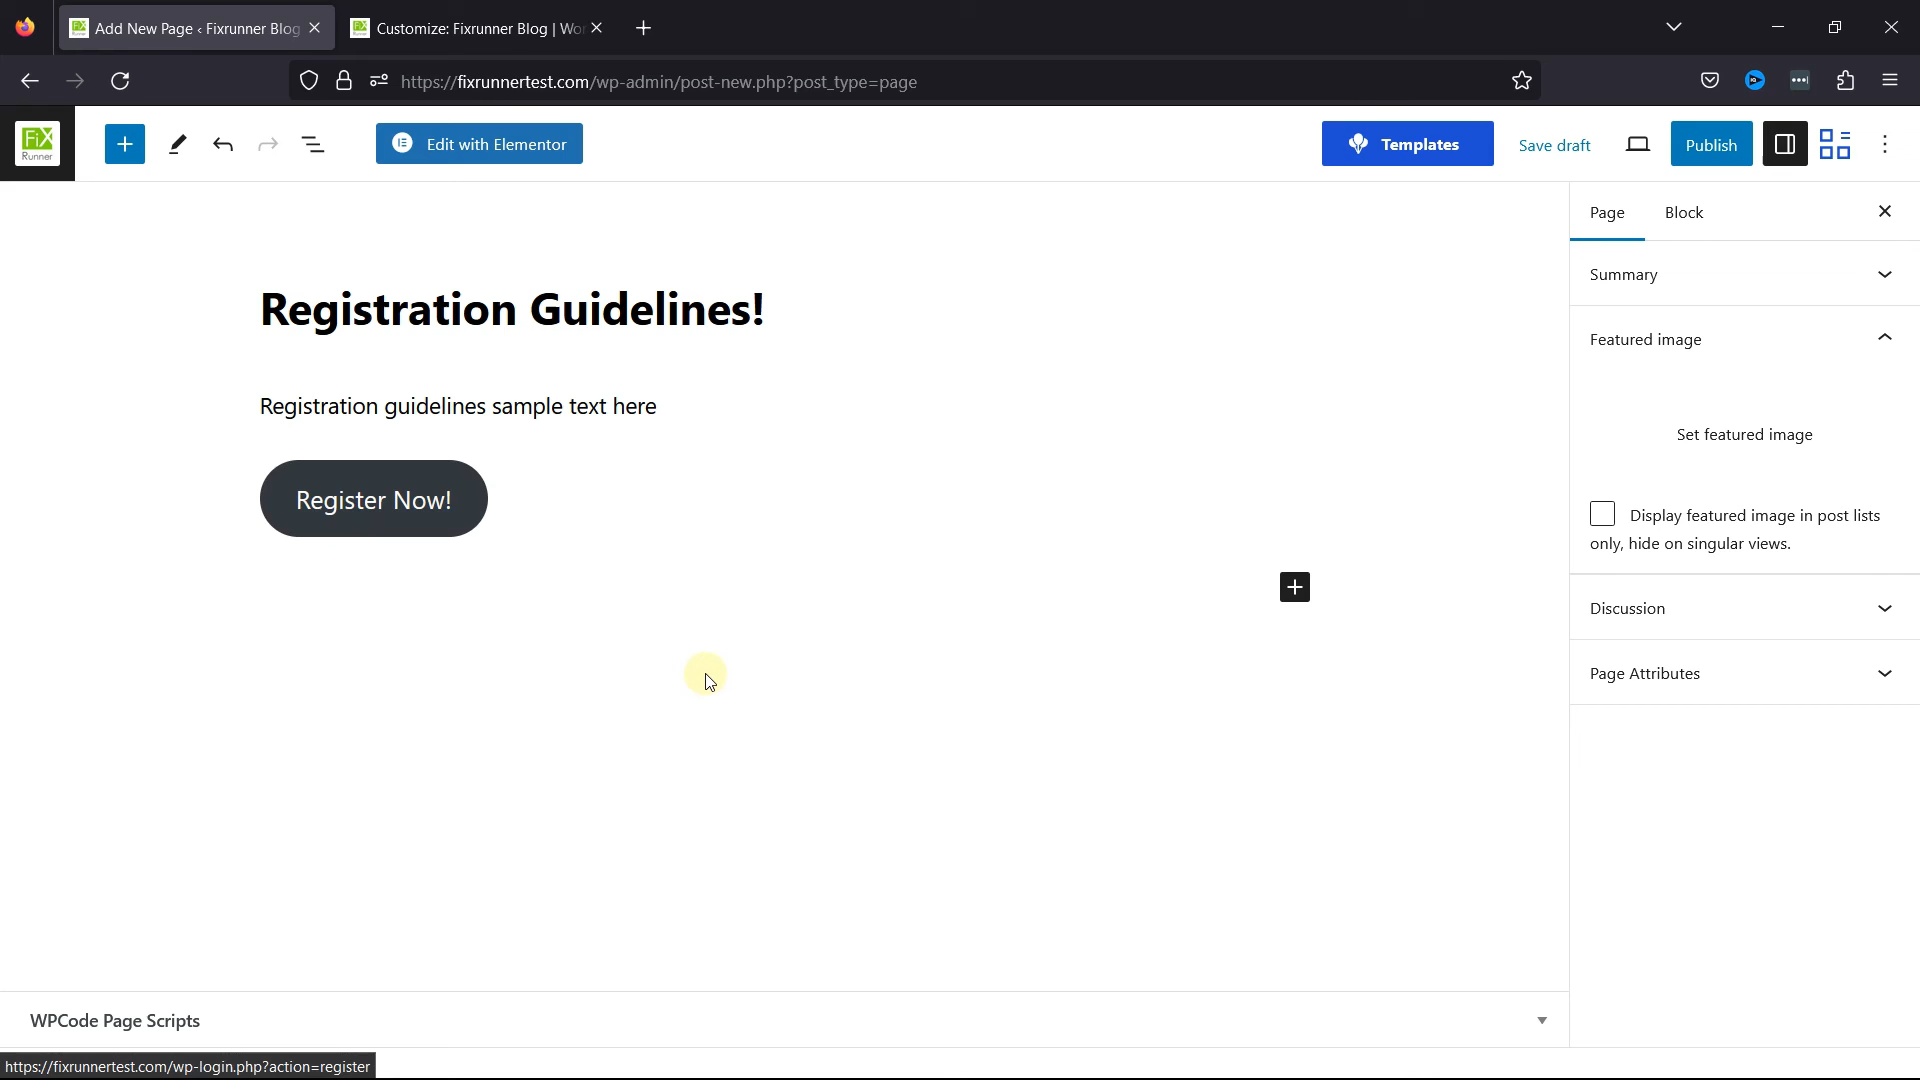 Add New Page ‹ Fixrunner Blog
Customize: Fixrunner Blog | Wo
https://fixrunnertest.com/wp-admin/post-new.php?post_type=page
FiX
Runner
Edit with Elementor
Templates
Save draft
Publish
Page
Block
Summary
Registration Guidelines!
Featured image
Registration guidelines sample text here
Set featured image
Register Now!
Display featured image in post lists
only, hide on singular views.
Discussion
Page Attributes
WPCode Page Scripts
https://fixrunnertest.com/wp-login.php?action=register